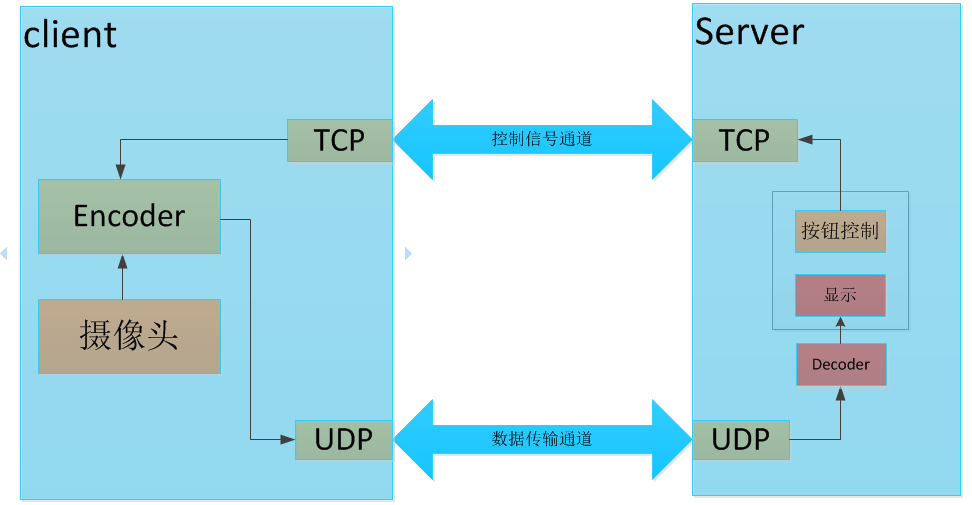 client
Server
TCP
控制信号通道
TCP
Encoder
按钮控制
显示
摄像头
Decoder
UDP
数据传输通道
UDP